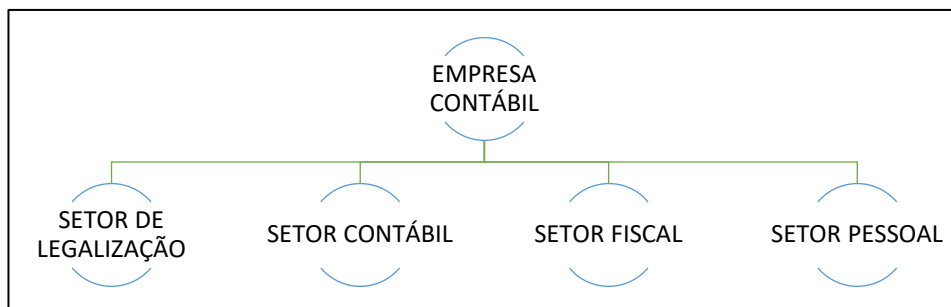 EMPRESA
CONTÁBIL
SETOR DE
LEGALIZAÇÃO
SETOR CONTÁBIL
SETOR FISCAL
SETOR PESSOAL